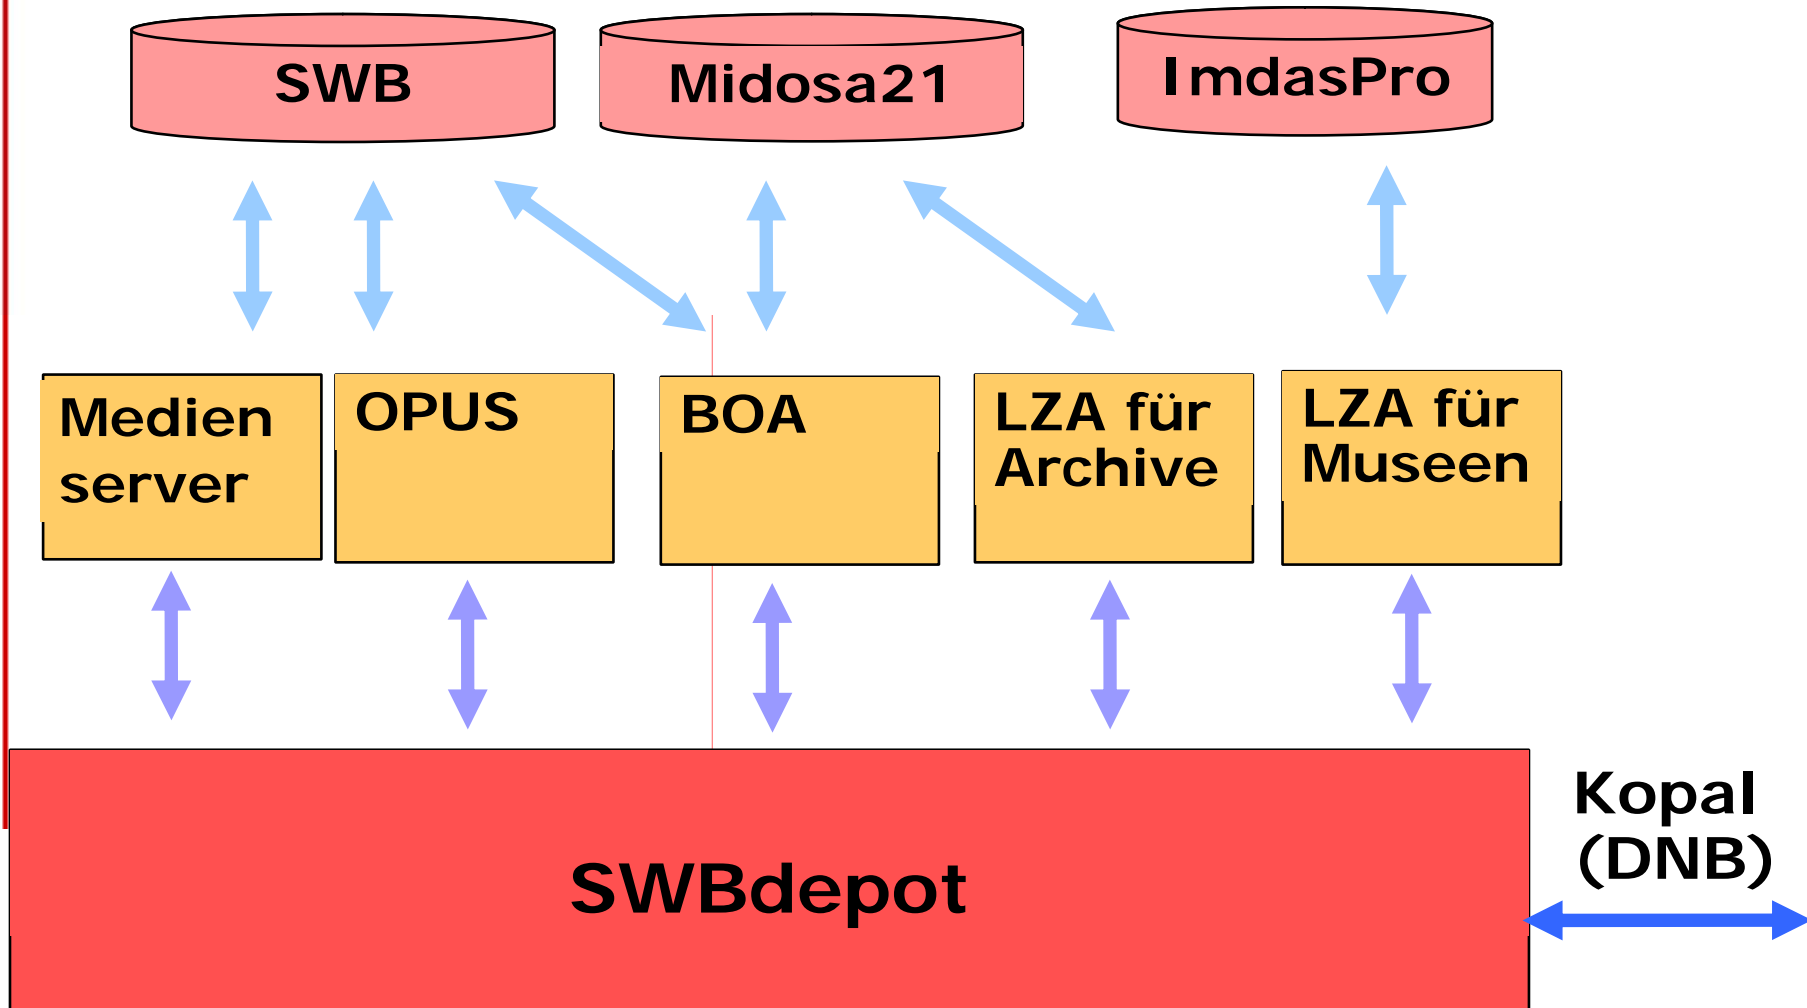 SWB
Midosa21
ImdasPro
Medien
server
OPUS
BOA
LZA für
Archive
LZA für
Museen
Kopal
(DNB)
SWBdepot